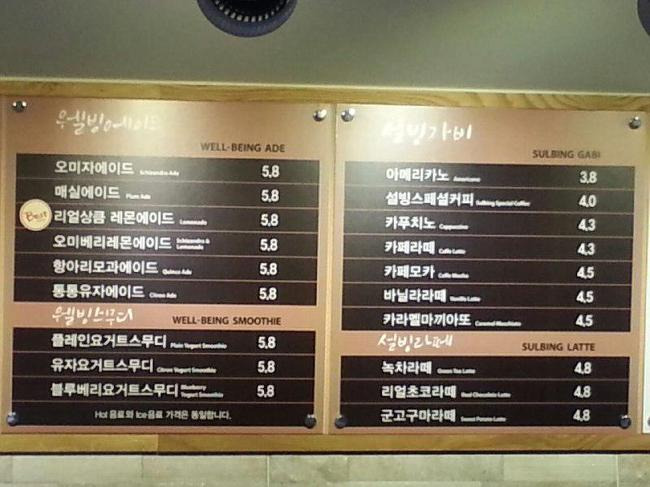 웰빙에이드
WELL-BEING ADE
오미자에이드 Schizandra Ade 5,8
매실에이드 Plum Ade 5,8
Best 리얼상큼 레몬에이드 Lemonade 5,8
오미베리레몬에이드 Schizandra & Lemonade 5,8
항아리모과에이드 Quince Ade 5,8
통통유자에이드 Citron Ade 5,8
웰빙스무디 WELL-BEING SMOOTHIE
플레인요거트스무디 Plain Yogurt Smoothie 5,8
유자요거트스무디 Citron Yogurt Smoothie 5,8
블루베리요거트스무디 Blueberry Yogurt Smoothie 5,8
Hot 음료와 Ice음료 가격은 동일합니다.
설빙가비
SULBING GABI
아메리카노 Americano 3,8
설빙스페셜커피 Sulbing Special Coffee 4,0
카푸치노 Cappuccino 4,3
카페라떼 Caffe Latte 4,3
카페모카 Caffe Mocha 4,5
바닐라라떼 Vanilla Latte 4,5
카라멜마끼아또 Caramel Macchiato 4,5
설빙라떼 SULBING LATTE
녹차라떼 Green Tea Latte 4,8
리얼초코라떼 Real Chocolate Latte 4,8
군고구마라떼 Sweet Potato Latte 4,8